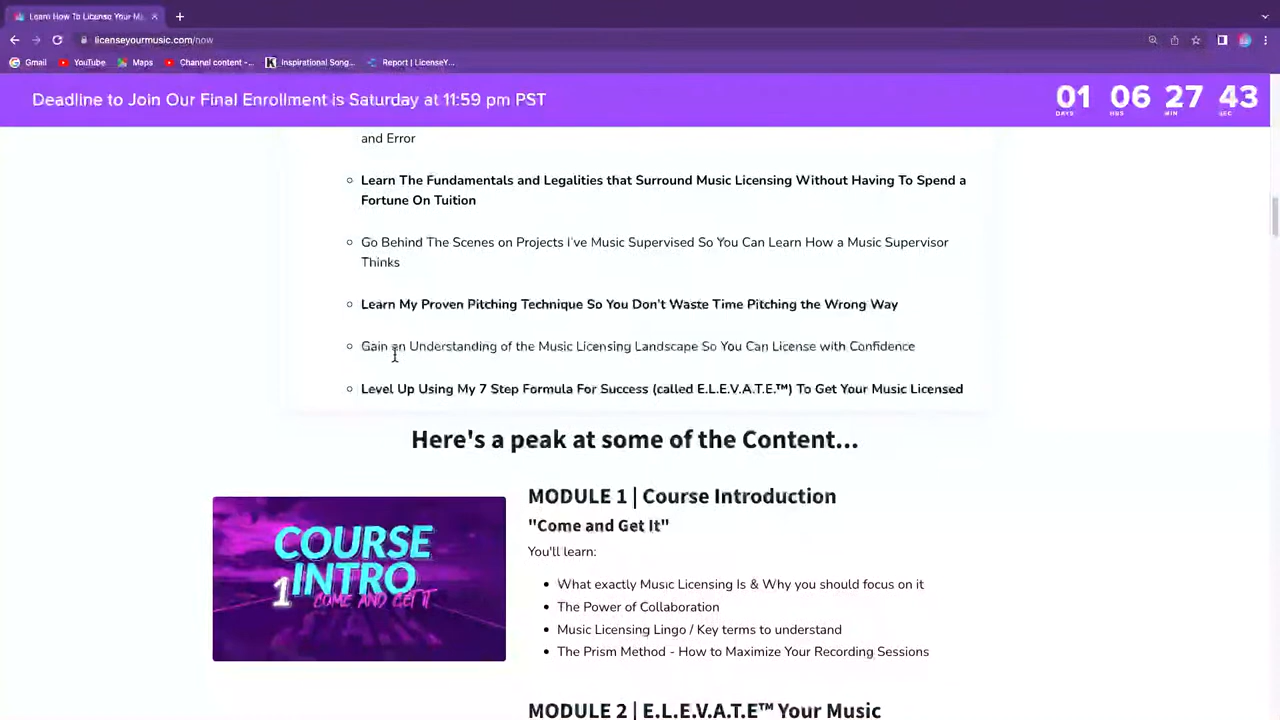 Learn How To License Your Mu
licenseyourmusic.com/now
Gmail
YouTube
Maps
Channel content -...
Inspirational Song...
Report | LicenseY...
Deadline to Join Our Final Enrollment is Saturday at 11:59 pm PST
01 06 27 43
DAYS HRS MIN SEC
and Error
Learn The Fundamentals and Legalities that Surround Music Licensing Without Having To Spend a
Fortune On Tuition
Go Behind The Scenes on Projects I've Music Supervised So You Can Learn How a Music Supervisor
Thinks
Learn My Proven Pitching Technique So You Don't Waste Time Pitching the Wrong Way
Gain an Understanding of the Music Licensing Landscape So You Can License with Confidence
Level Up Using My 7 Step Formula For Success (called E.L.E.V.A.T.E.™) To Get Your Music Licensed
Here's a peak at some of the Content...
COURSE
1 INTRO
COME AND GET IT
MODULE 1 | Course Introduction
"Come and Get It"
You'll learn:
What exactly Music Licensing Is & Why you should focus on it
The Power of Collaboration
Music Licensing Lingo / Key terms to understand
The Prism Method - How to Maximize Your Recording Sessions
MODULE 2 | E.L.E.V.A.T.E™ Your Music